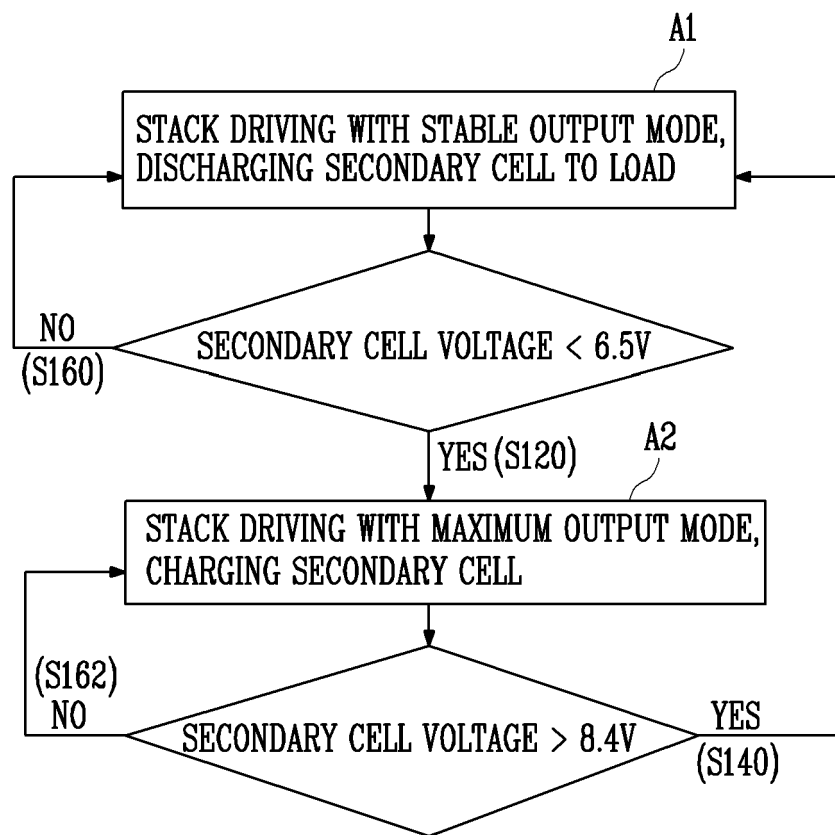 A1
STACK DRIVING WITH STABLE OUTPUT MODE,
DISCHARGING SECONDARY CELL TO LOAD
SECONDARY CELL VOLTAGE < 6.5V
NO
(S160)
YES (S120)
A2
STACK DRIVING WITH MAXIMUM OUTPUT MODE,
CHARGING SECONDARY CELL
SECONDARY CELL VOLTAGE > 8.4V
(S162)
NO
YES
(S140)